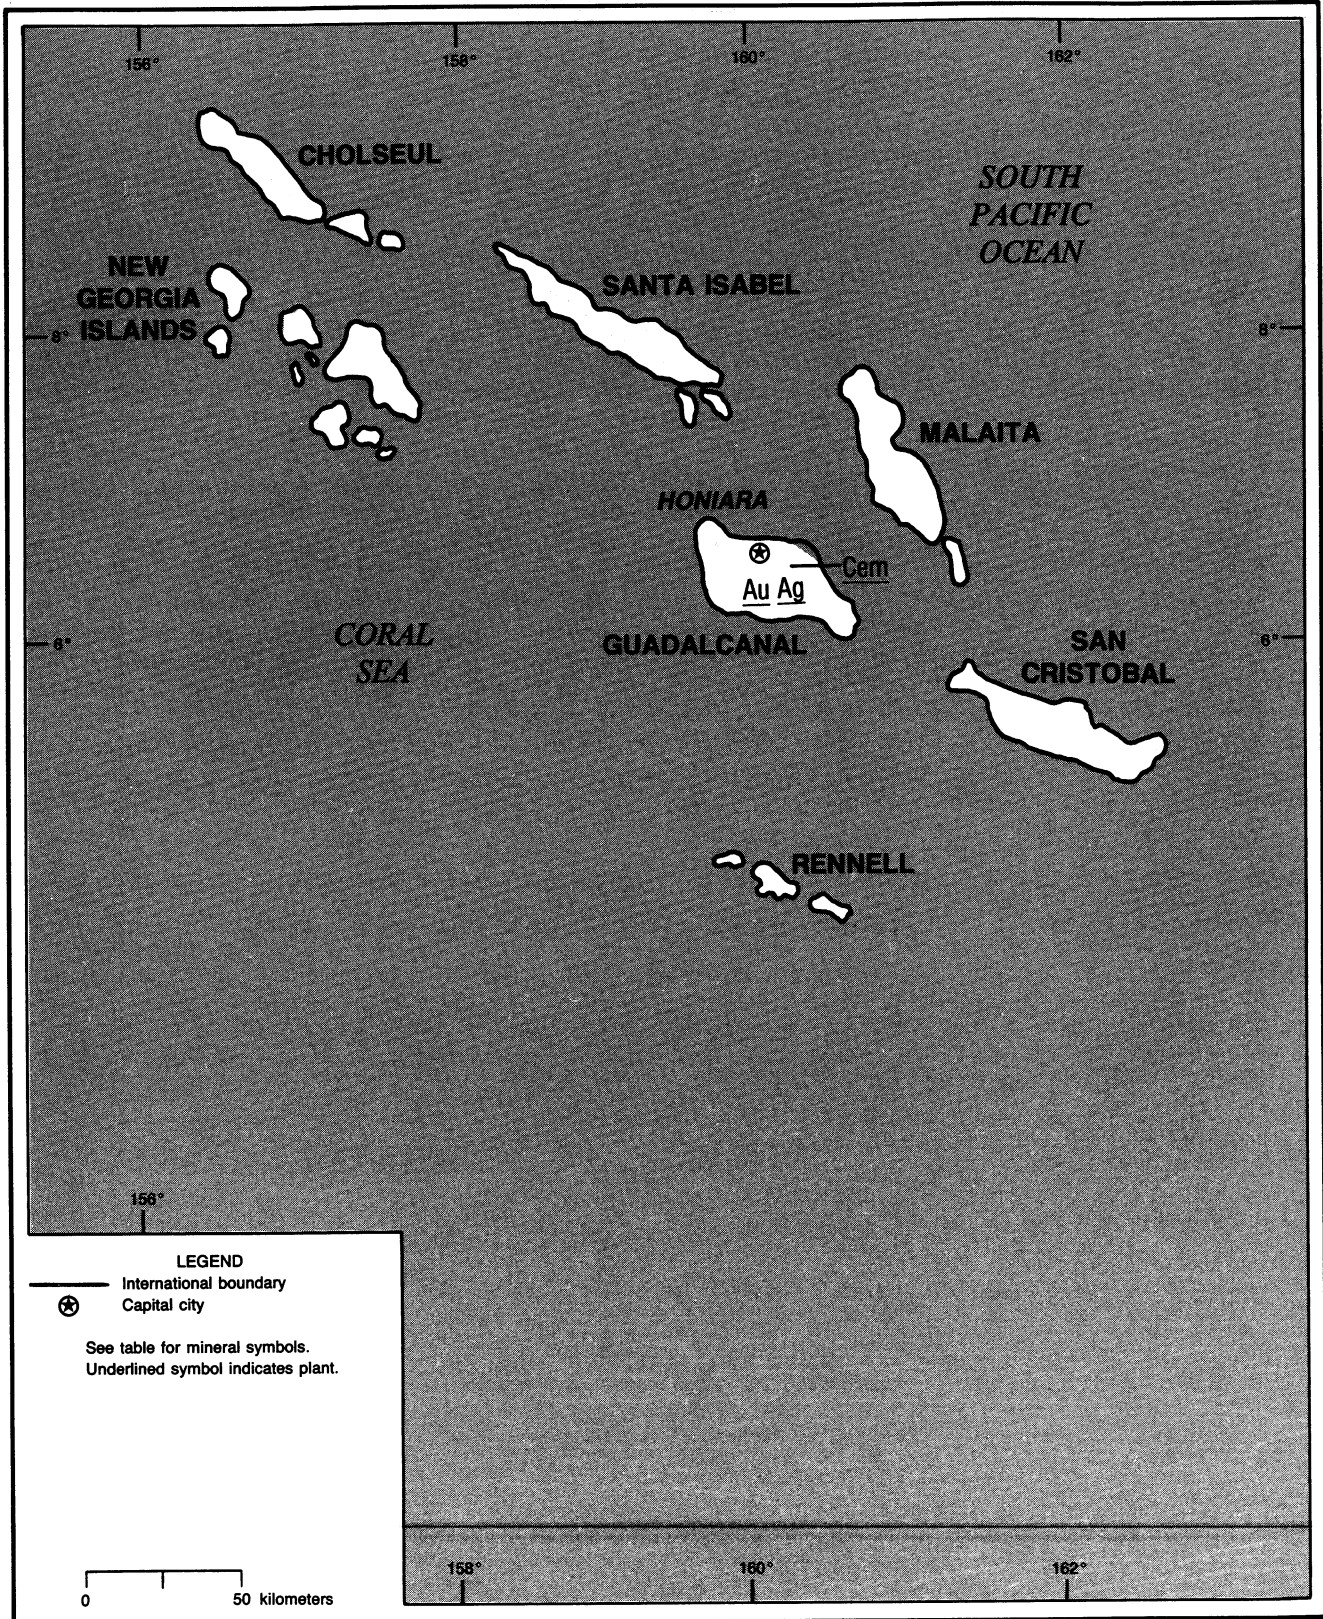 156°
158°
160°
162°
CHOLSEUL
SOUTH
PACIFIC
OCEAN
NEW
GEORGIA
ISLANDS
SANTA ISABEL
8°
8°
MALAITA
HONIARA
Cem
Au Ag
CORAL
SEA
GUADALCANAL
6°
6°
SAN
CRISTOBAL
RENNELL
156°
LEGEND
International boundary
Capital city
See table for mineral symbols.
Underlined symbol indicates plant.
0
50 kilometers
158°
160°
162°